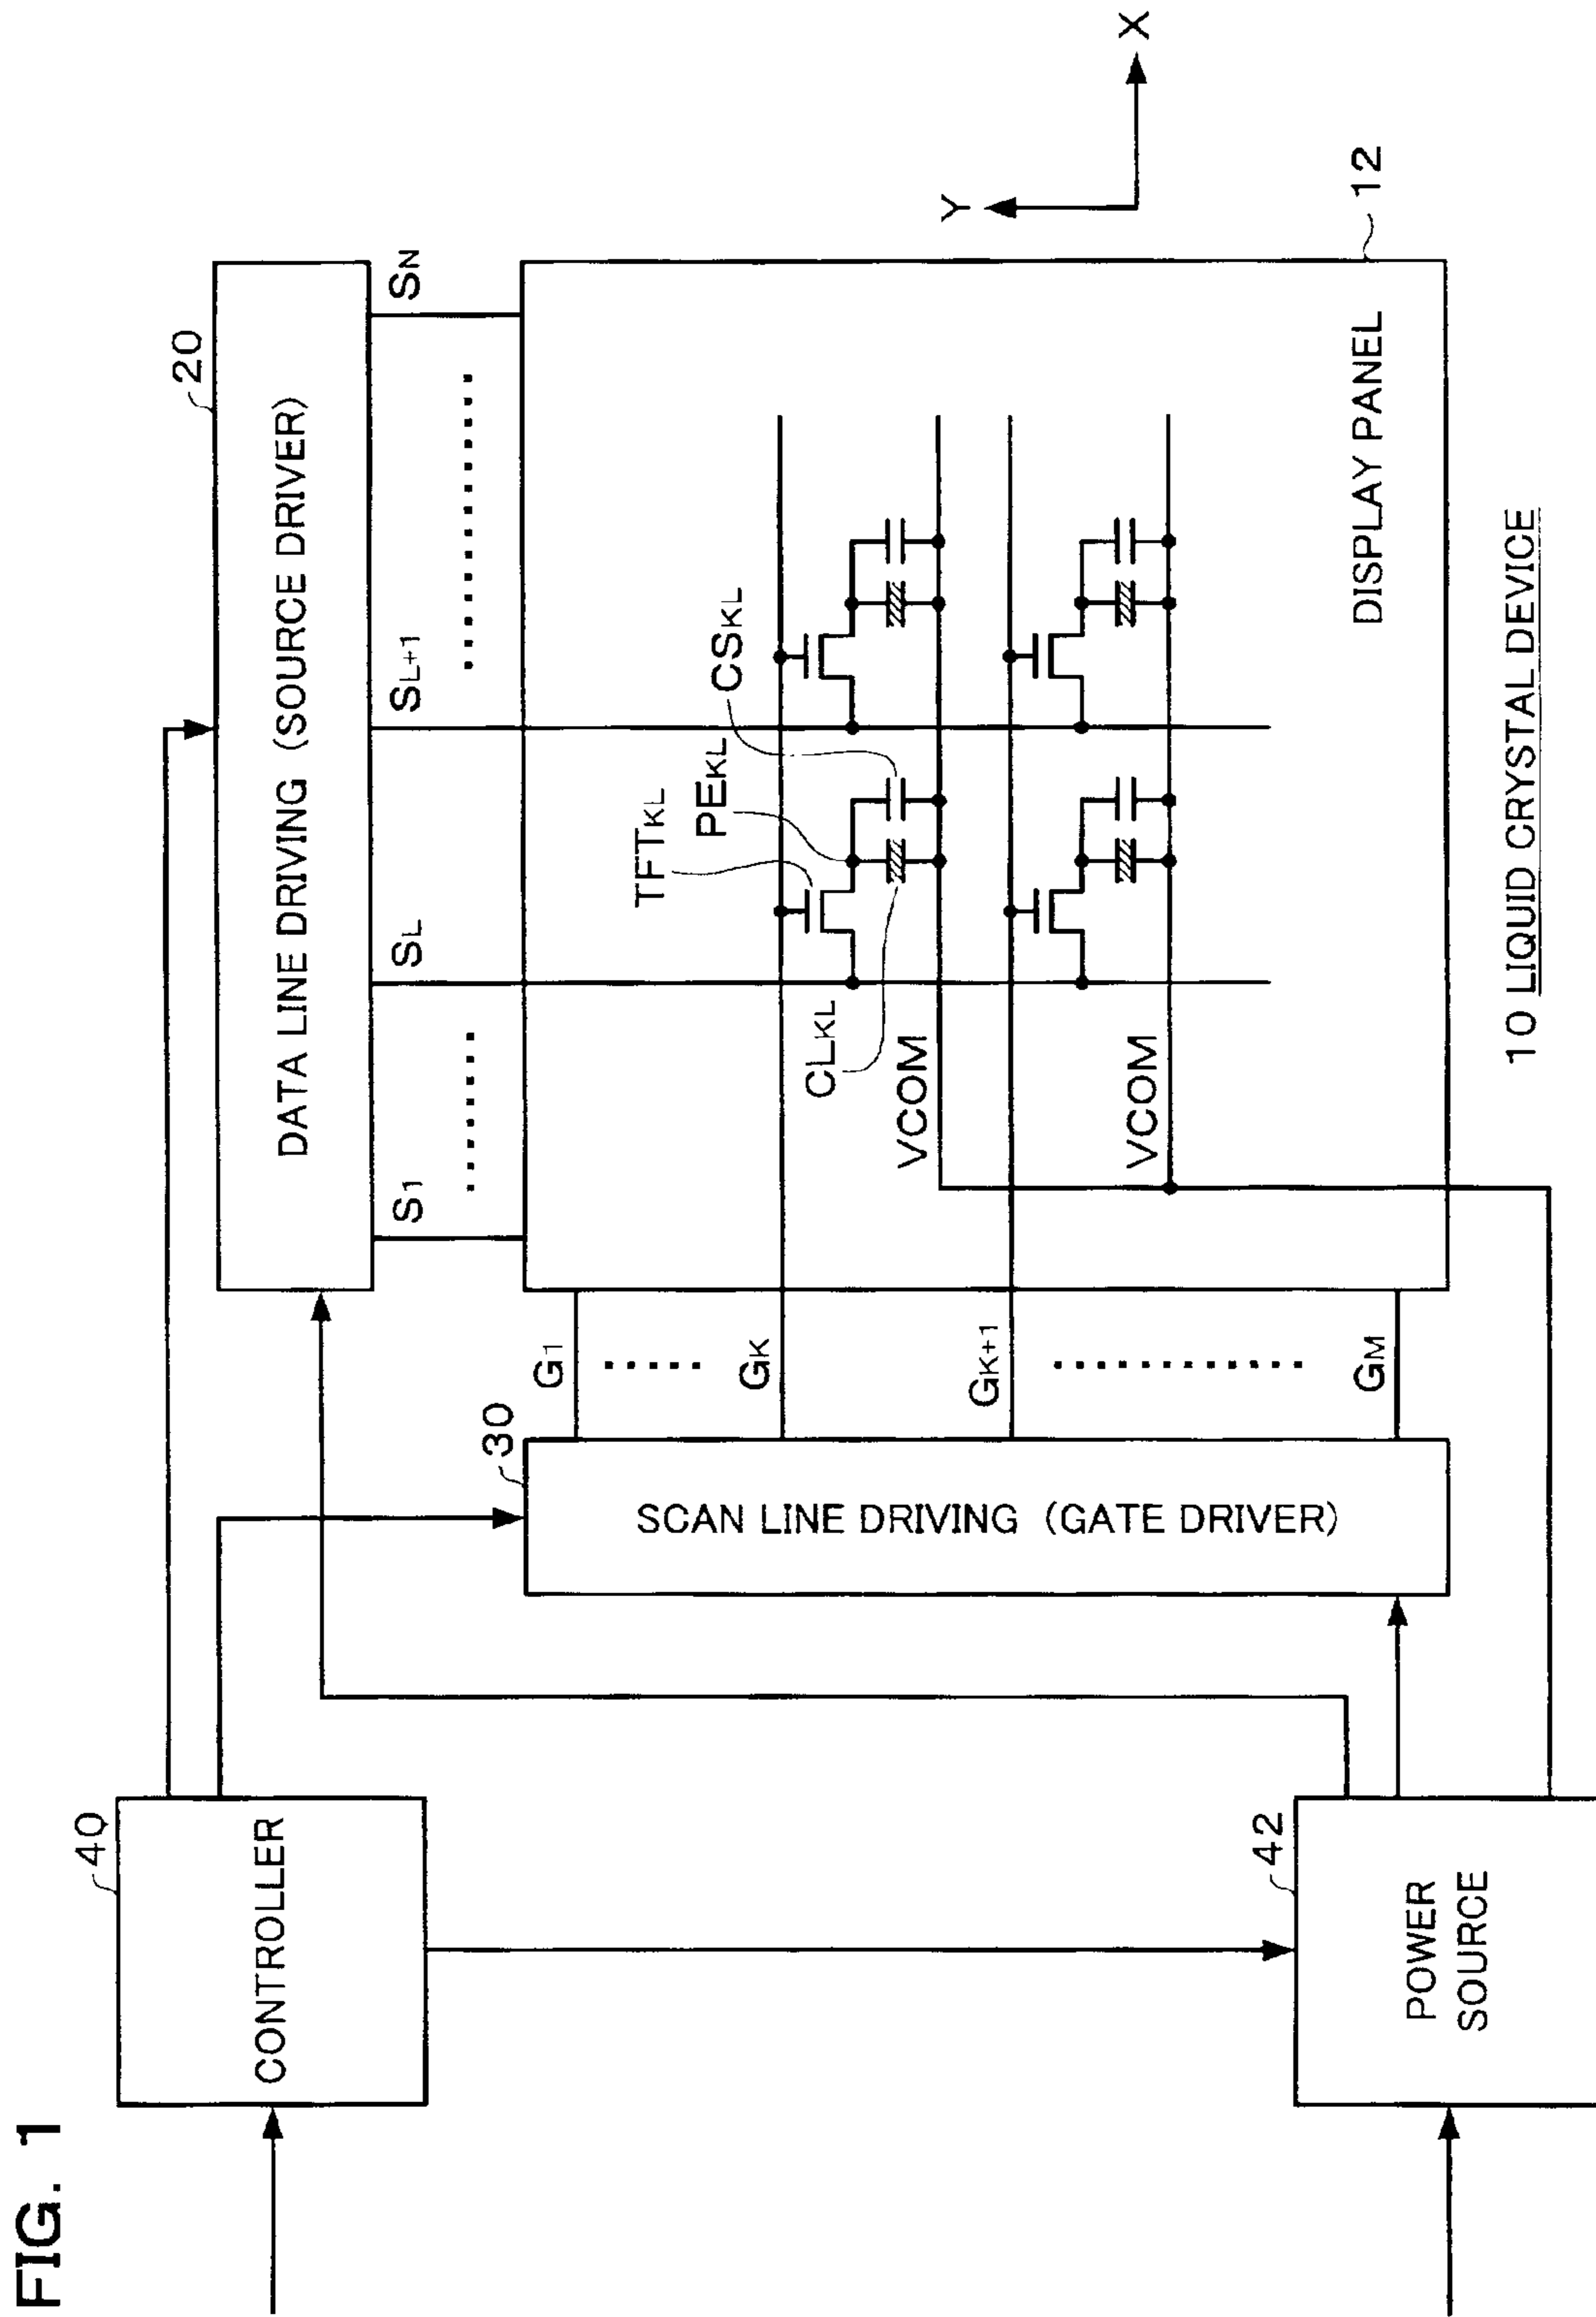 FIG. 1
40
CONTROLLER
20
DATA LINE DRIVING (SOURCE DRIVER)
S1
SL
SL+1
SN
30
SCAN LINE DRIVING (GATE DRIVER)
G1
GK
GK+1
GM
TFTKL
PEKL
CSKL
CLKL
VCOM
VCOM
DISPLAY PANEL
12
Y
X
42
POWER
SOURCE
10 LIQUID CRYSTAL DEVICE